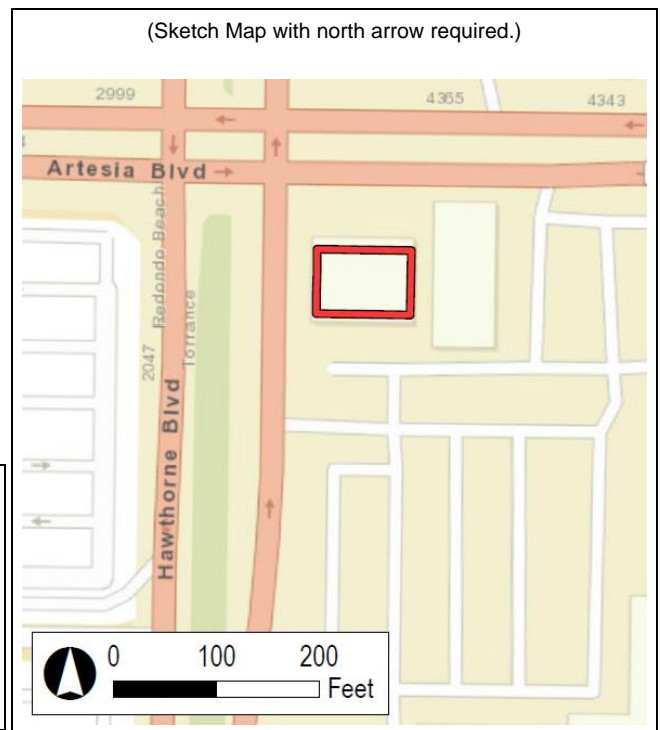 (Sketch Map with north arrow required.)
2999
4365
4343
Artesia Blvd
Redondo Beach
Torrance
2047
Hawthorne Blvd
0 100 200
Feet